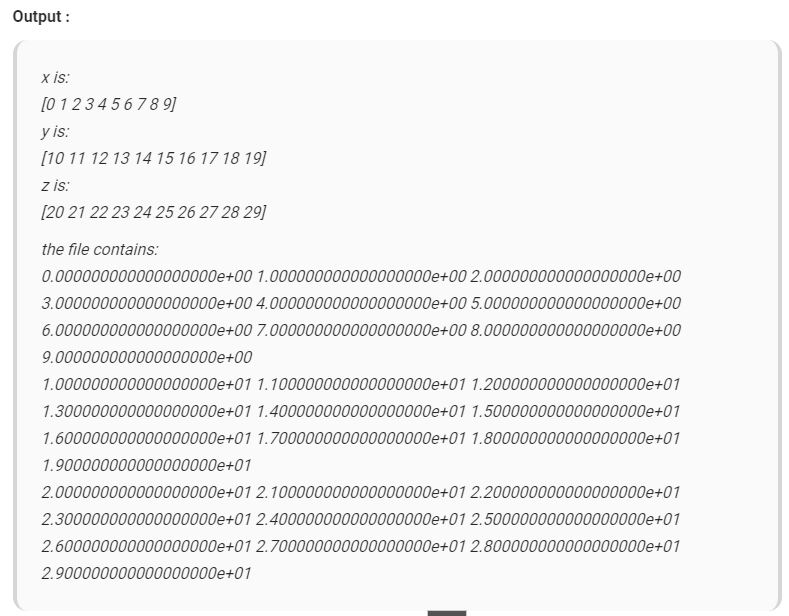 Output :
x is:
[0 1 2 3 4 5 6 7 8 9]
y is:
[10 11 12 13 14 15 16 17 18 19]
z is:
[20 21 22 23 24 25 26 27 28 29]
the file contains:
0.000000000000000000e+00 1.000000000000000000e+00 2.000000000000000000e+00
3.000000000000000000e+00 4.000000000000000000e+00 5.000000000000000000e+00
6.000000000000000000e+00 7.000000000000000000e+00 8.000000000000000000e+00
9.000000000000000000e+00
1.000000000000000000e+01 1.100000000000000000e+01 1.200000000000000000e+01
1.300000000000000000e+01 1.400000000000000000e+01 1.500000000000000000e+01
1.600000000000000000e+01 1.700000000000000000e+01 1.800000000000000000e+01
1.900000000000000000e+01
2.000000000000000000e+01 2.100000000000000000e+01 2.200000000000000000e+01
2.300000000000000000e+01 2.400000000000000000e+01 2.500000000000000000e+01
2.600000000000000000e+01 2.700000000000000000e+01 2.800000000000000000e+01
2.900000000000000000e+01